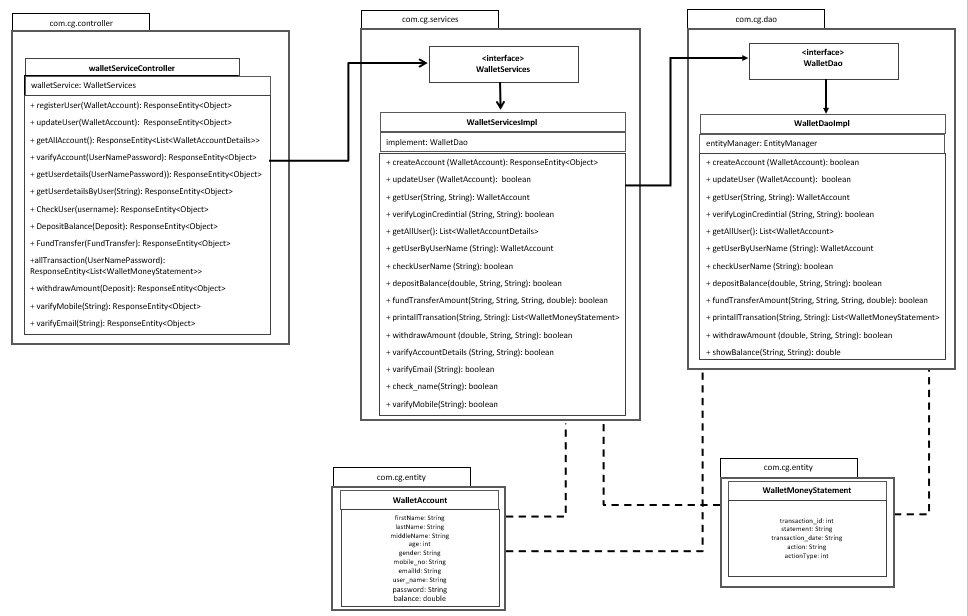 com.cg.controller
walletServiceController
walletService: WalletServices
+ registerUser(WalletAccount): ResponseEntity<Object>
+ updateUser(WalletAccount):  ResponseEntity<Object>
+ getAllAccount(): ResponseEntity<List<WalletAccountDetails>>
+ varifyAccount(UserNamePassword): ResponseEntity<Object>
+ getUserdetails(UserNamePassword)): ResponseEntity<Object>
+ getUserdetailsByUser(String): ResponseEntity<Object>
+ CheckUser(username): ResponseEntity<Object>
+ DepositBalance(Deposit): ResponseEntity<Object>
+ FundTransfer(FundTransfer): ResponseEntity<Object>
+allTransaction(UserNamePassword):
ResponseEntity<List<WalletMoneyStatement>>
+ withdrawAmount(Deposit): ResponseEntity<Object>
+ varifyMobile(String): ResponseEntity<Object>
+ varifyEmail(String): ResponseEntity<Object>
com.cg.services
<interface>
WalletServices
WalletServicesImpl
implement: WalletDao
+ createAccount (WalletAccount): ResponseEntity<Object>
+ updateUser (WalletAccount):  boolean
+ getUser(String, String): WalletAccount
+ verifyLoginCredintial (String, String): boolean
+ getAllUser(): List<WalletAccountDetails>
+ getUserByUserName (String): WalletAccount
+ checkUserName (String): boolean
+ depositBalance(double, String, String): boolean
+ fundTransferAmount(String, String, String, double): boolean
+ printallTransation(String, String): List<WalletMoneyStatement>
+ withdrawAmount (double, String, String): boolean
+ varifyAccountDetails (String, String): boolean
+ varifyEmail (String): boolean
+ check_name(String): boolean
+ varifyMobile(String): boolean
com.cg.dao
<interface>
WalletDao
WalletDaoImpl
entityManager: EntityManager
+ createAccount (WalletAccount): boolean
+ updateUser (WalletAccount):  boolean
+ getUser(String, String): WalletAccount
+ verifyLoginCredintial (String, String): boolean
+ getAllUser(): List<WalletAccount>
+ getUserByUserName (String): WalletAccount
+ checkUserName (String): boolean
+ depositBalance(double, String, String): boolean
+ fundTransferAmount(String, String, String, double): boolean
+ printallTransation(String, String): List<WalletMoneyStatement>
+ withdrawAmount (double, String, String): boolean
+ showBalance(String, String): double
com.cg.entity
WalletAccount
firstName: String
lastName: String
middleName: String
age: int
gender: String
mobile_no: String
emailId: String
user_name: String
password: String
balance: double
com.cg.entity
WalletMoneyStatement
transaction_id: int
statement: String
transaction_date: String
action: String
actionType: int